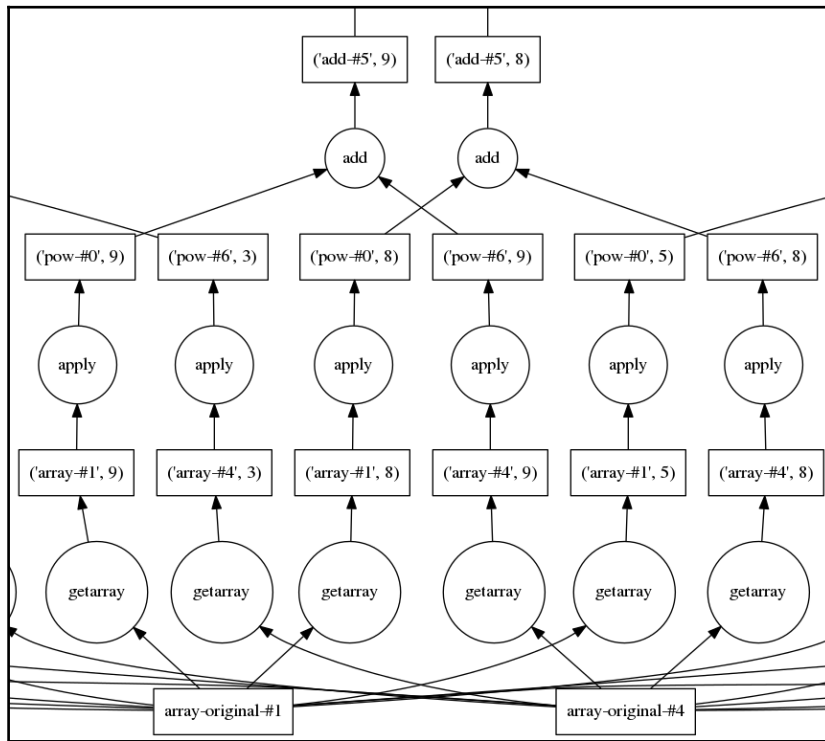 ('add-#5', 9)
('add-#5', 8)
add
add
('pow-#0', 9)
('pow-#6', 3)
('pow-#0', 8)
('pow-#6', 9)
('pow-#0', 5)
('pow-#6', 8)
apply
apply
apply
apply
apply
apply
('array-#1', 9)
('array-#4', 3)
('array-#1', 8)
('array-#4', 9)
('array-#1', 5)
('array-#4', 8)
getarray
getarray
getarray
getarray
getarray
getarray
array-original-#1
array-original-#4